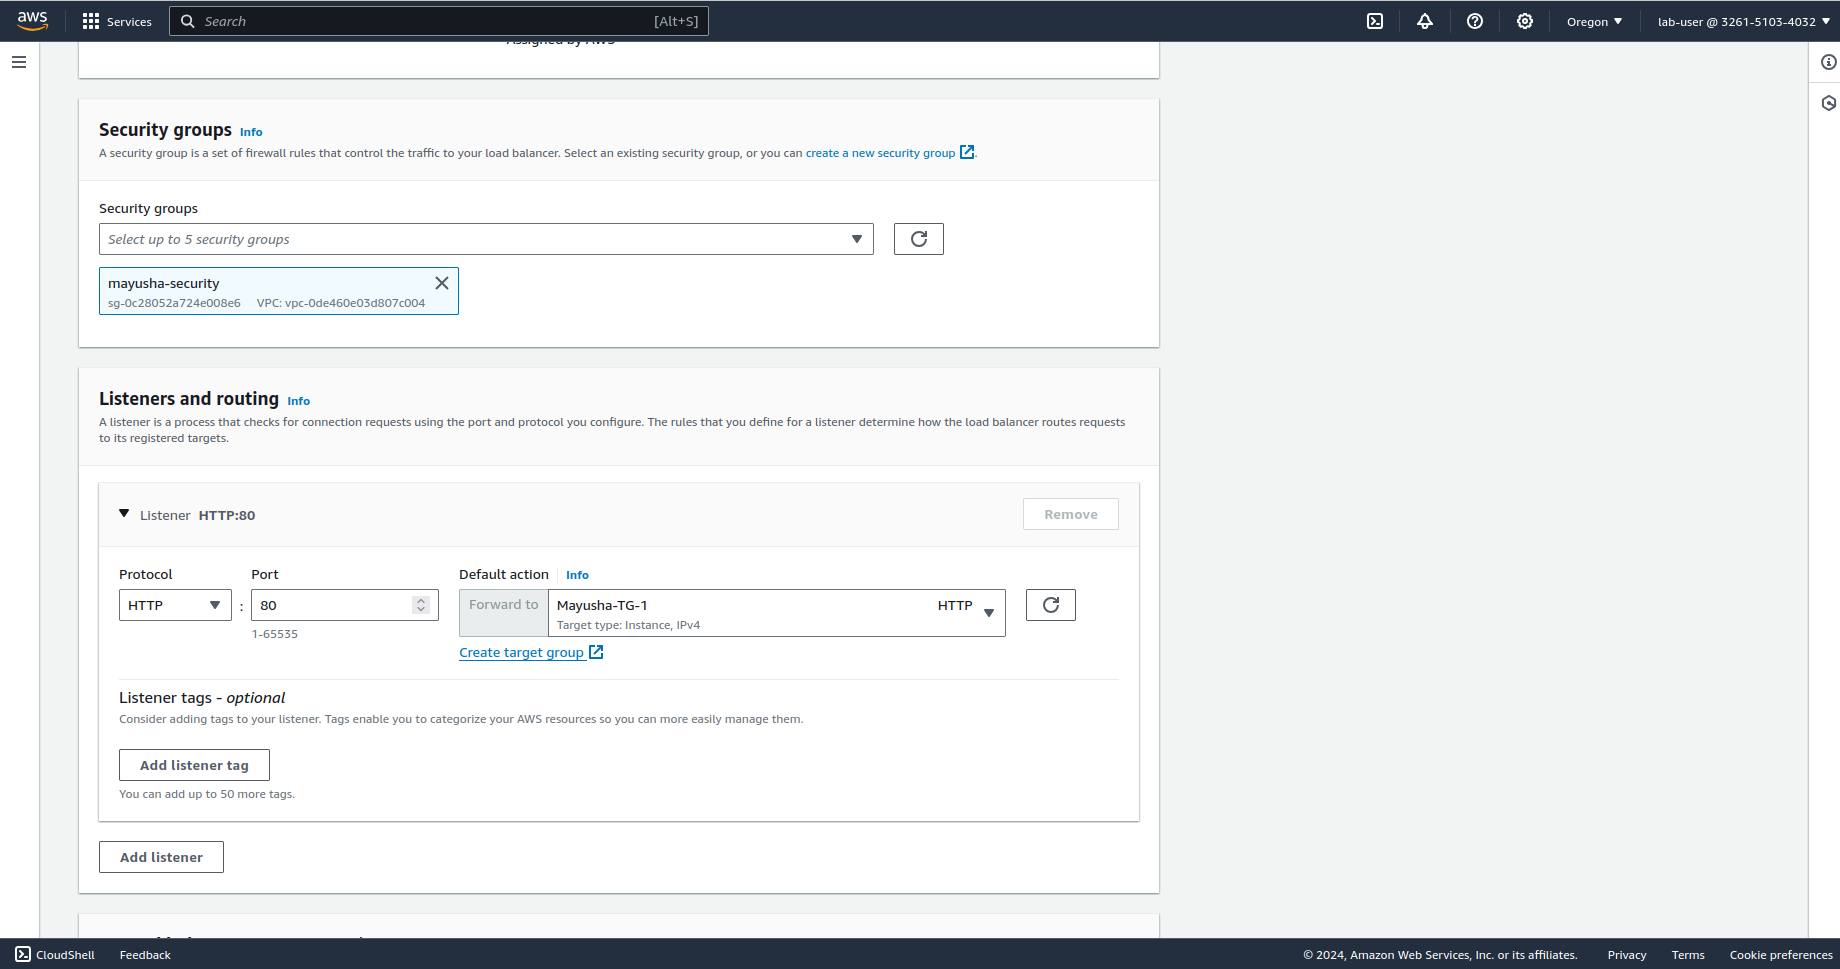 aws
Services
Search
[Alt+S]
Oregon
lab-user @ 3261-5103-4032
Assigned by AWS
Security groups Info
A security group is a set of firewall rules that control the traffic to your load balancer. Select an existing security group, or you can create a new security group.
Security groups
Select up to 5 security groups
mayusha-security
sg-0c28052a724e008e6 VPC: vpc-0de460e03d807c004
Listeners and routing Info
A listener is a process that checks for connection requests using the port and protocol you configure. The rules that you define for a listener determine how the load balancer routes requests
to its registered targets.
Listener HTTP:80
Remove
Protocol Port Default action Info
HTTP : 80 Forward to Mayusha-TG-1 HTTP
Target type: Instance, IPv4
1-65535
Create target group
Listener tags - optional
Consider adding tags to your listener. Tags enable you to categorize your AWS resources so you can more easily manage them.
Add listener tag
You can add up to 50 more tags.
Add listener
CloudShell Feedback © 2024, Amazon Web Services, Inc. or its affiliates. Privacy Terms Cookie preferences